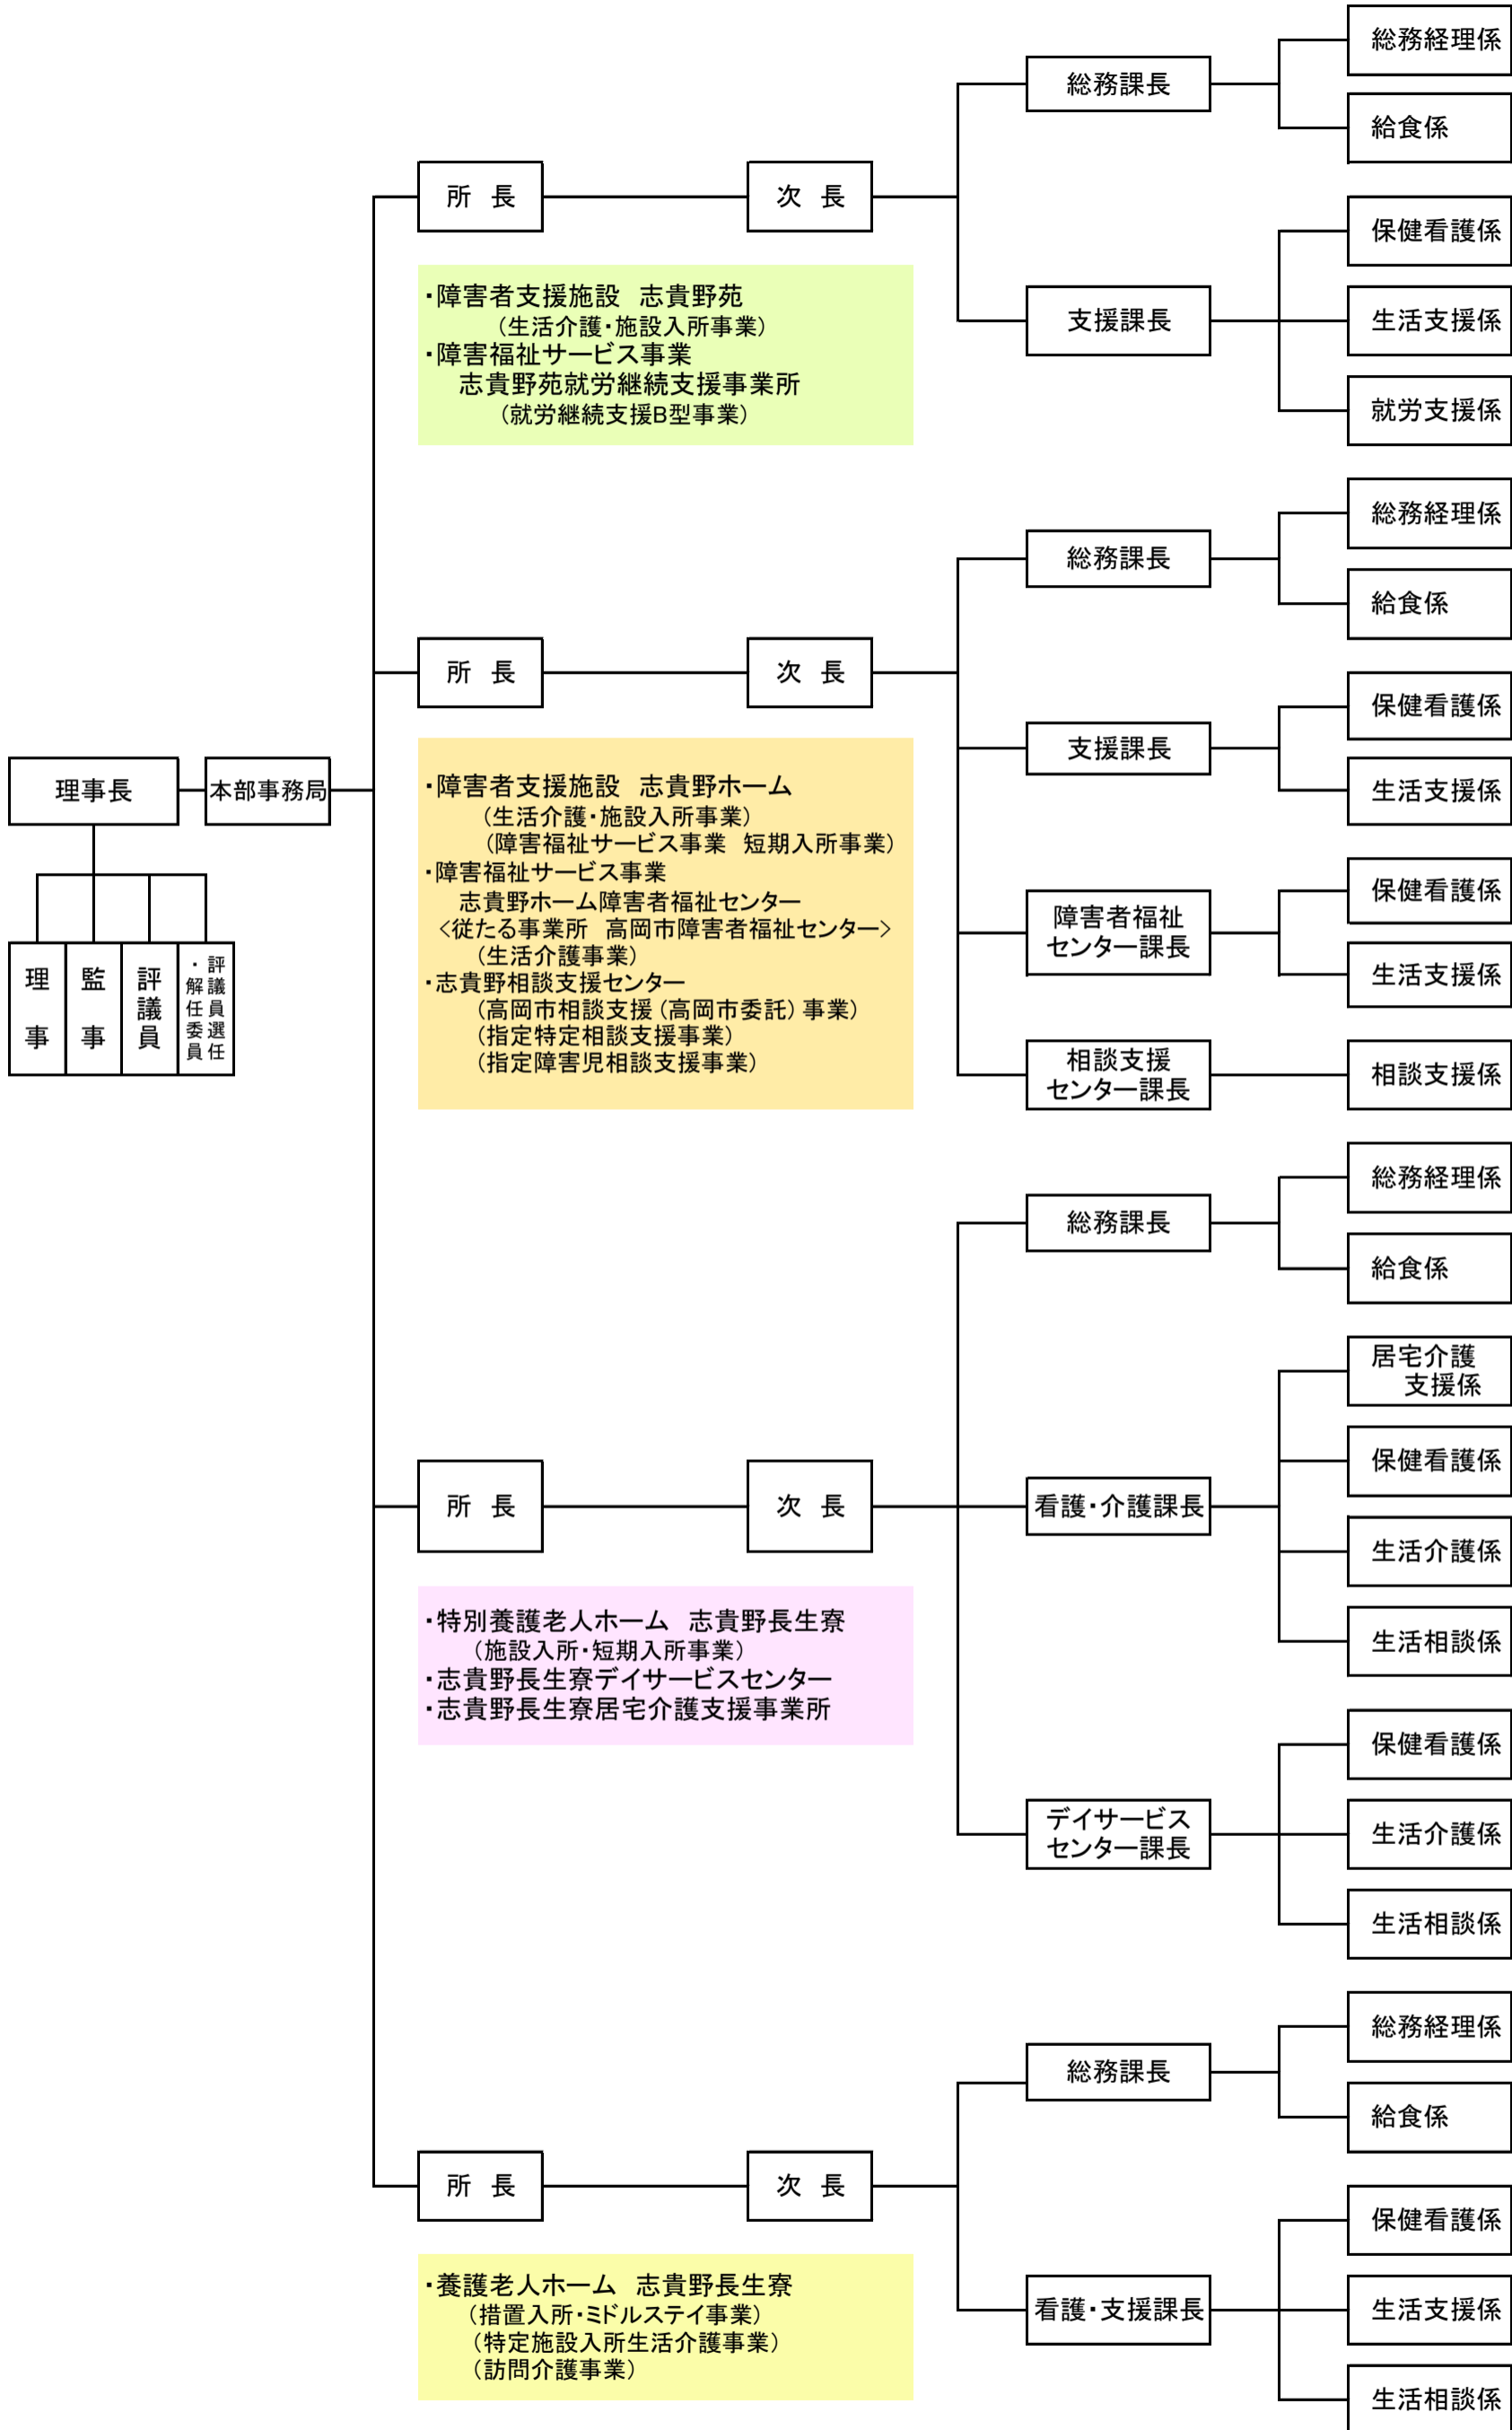 総務経理係
総務課長
給食係
所　長
次　長
保健看護係
支援課長
生活支援係
就労支援係
・障害者支援施設　志貴野苑
（生活介護・施設入所事業）
・障害福祉サービス事業
志貴野苑就労継続支援事業所
（就労継続支援B型事業）
総務経理係
総務課長
給食係
所　長
次　長
保健看護係
支援課長
生活支援係
理事長
本部事務局
理事
監事
評議員
評議員選任
・解任委員
・障害者支援施設　志貴野ホーム
（生活介護・施設入所事業）
（障害福祉サービス事業　短期入所事業）
・障害福祉サービス事業
志貴野ホーム障害者福祉センター
<従たる事業所　高岡市障害者福祉センター>
（生活介護事業）
・志貴野相談支援センター
（高岡市相談支援（高岡市委託）事業）
（指定特定相談支援事業）
（指定障害児相談支援事業）
保健看護係
障害者福祉
センター課長
生活支援係
相談支援
センター課長
相談支援係
総務経理係
総務課長
給食係
居宅介護
支援係
保健看護係
所　長
次　長
看護・介護課長
生活介護係
生活相談係
・特別養護老人ホーム　志貴野長生寮
（施設入所・短期入所事業）
・志貴野長生寮デイサービスセンター
・志貴野長生寮居宅介護支援事業所
保健看護係
デイサービス
センター課長
生活介護係
生活相談係
総務経理係
総務課長
給食係
所　長
次　長
保健看護係
看護・支援課長
生活支援係
生活相談係
・養護老人ホーム　志貴野長生寮
（措置入所・ミドルステイ事業）
（特定施設入所生活介護事業）
（訪問介護事業）